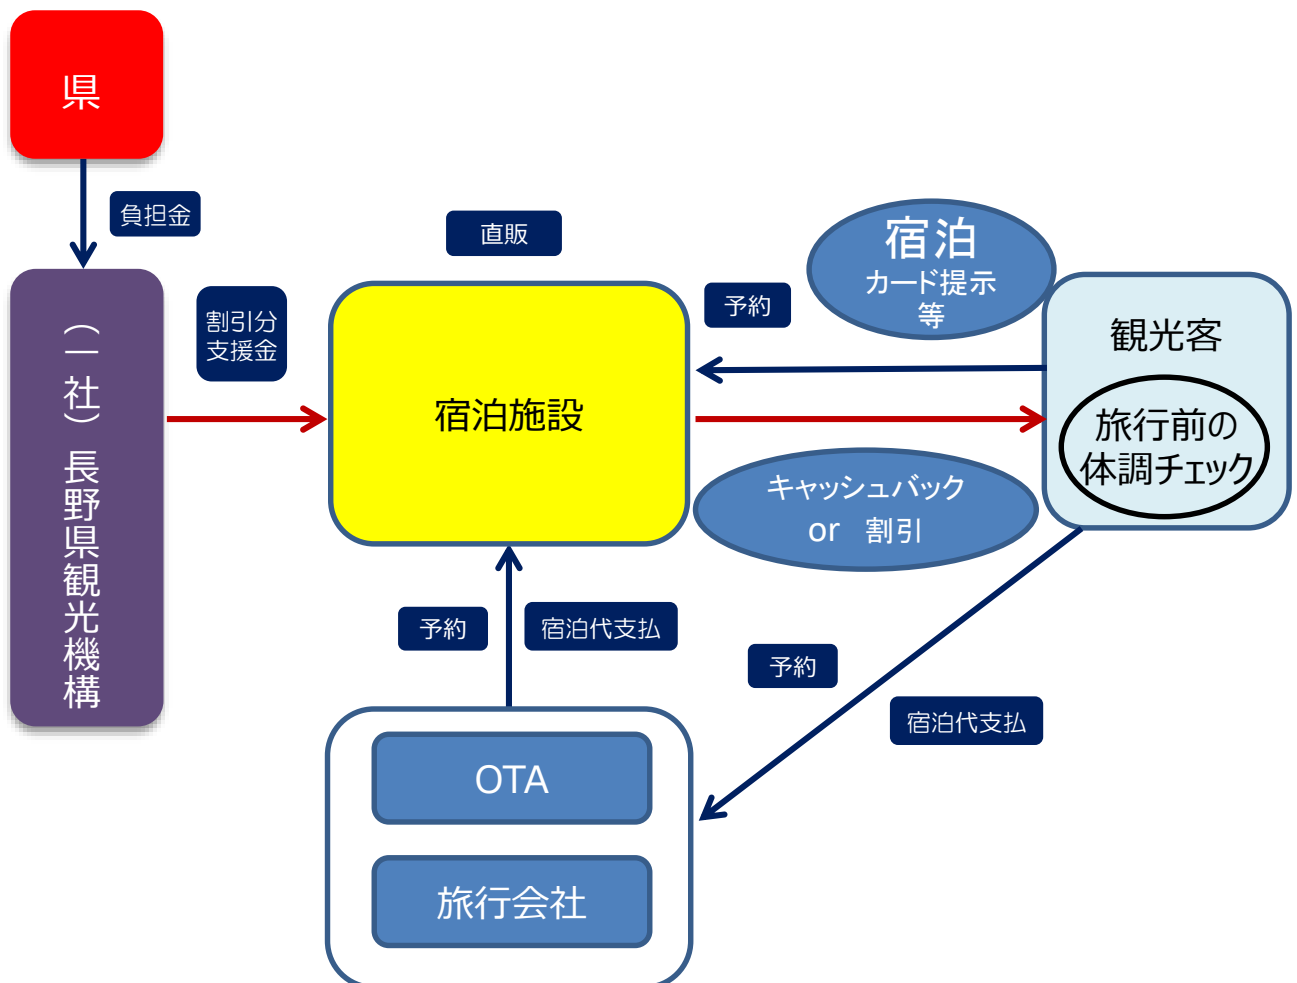 県
負担金
直販
宿泊
カード提示
等
予約
割引分
支援金
(一社)長野県観光機構
宿泊施設
観光客
旅行前の
体調チェック
キャッシュバック
or 割引
予約
宿泊代支払
予約
宿泊代支払
OTA
旅行会社